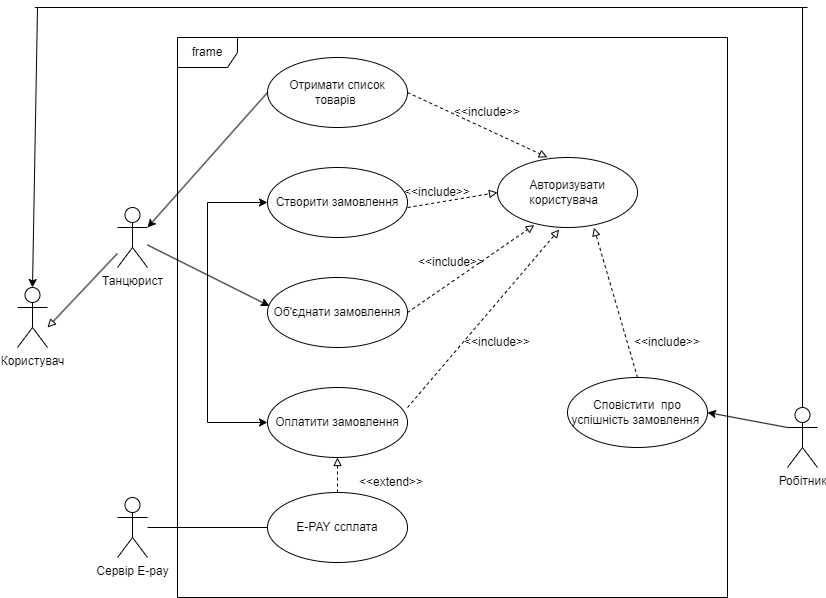 frame
Отримати список
товарів
<<include>>
Авторизувати
користувача
<<include>>
Створити замовлення
Танцюрист
<<include>>
Об'єднати замовлення
Користувач
<<include>>
<<include>>
Сповістити про
успішність замовлення
Оплатити замовлення
Робітник
<<extend>>
E-PAY ссплата
Сервір E-pay